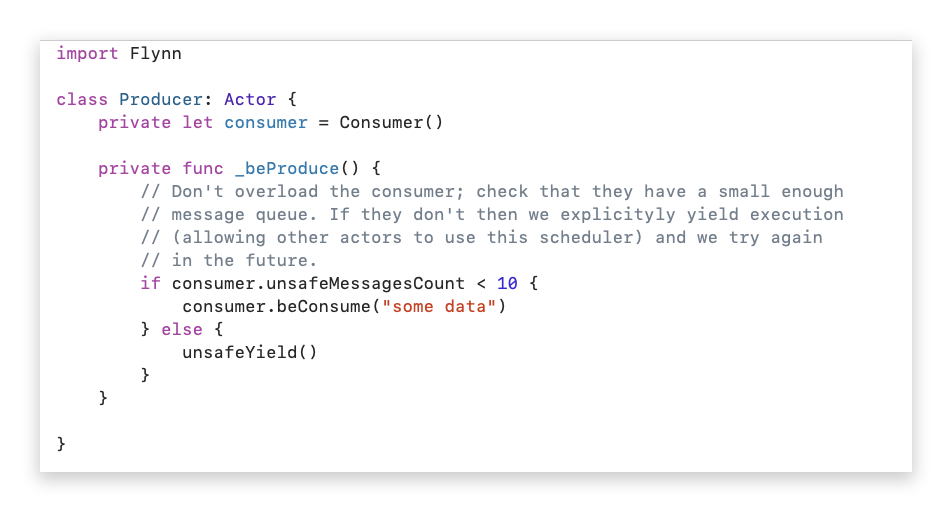 import Flynn
class Producer: Actor {
private let consumer = Consumer()
private func _beProduce() {
// Don't overload the consumer; check that they have a small enough
// message queue. If they don't then we explicityly yield execution
// (allowing other actors to use this scheduler) and we try again
// in the future.
if consumer.unsafeMessagesCount < 10 {
consumer.beConsume("some data")
} else {
unsafeYield()
}
}
}